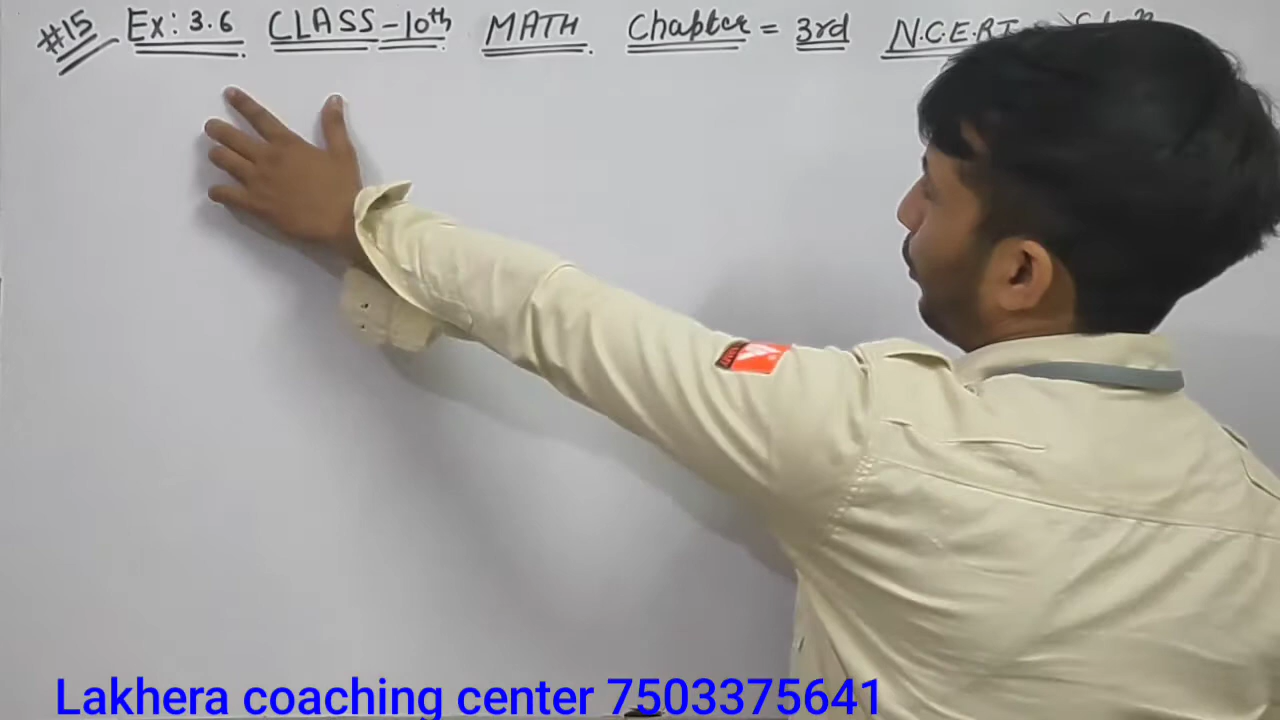 #15 Ex: 3.6 CLASS-10th MATH Chapter = 3rd N.C.E.R.T
Lakhera coaching center 7503375641